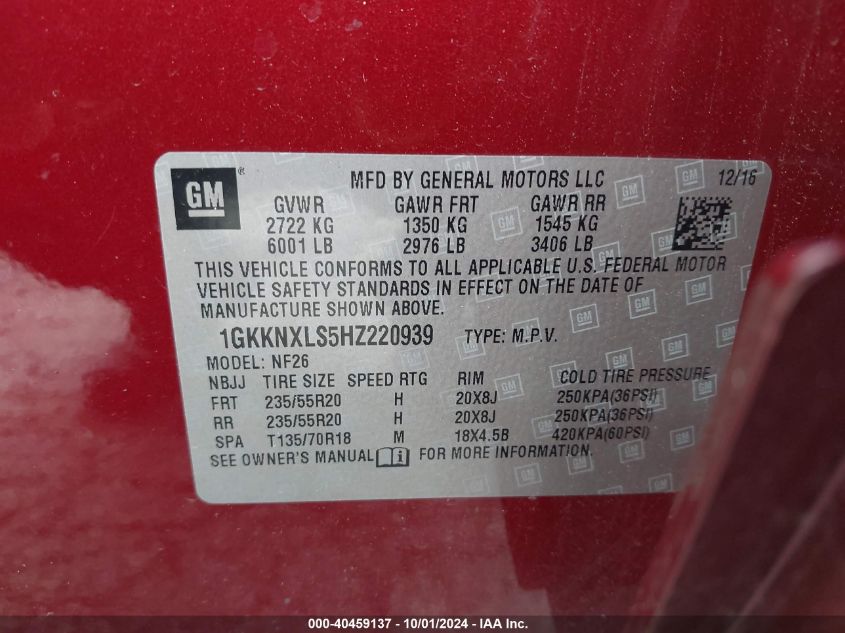 GM®
MFD BY GENERAL MOTORS LLC 12/16
GVWR GAWR FRT GAWR RR
2722 KG 1350 KG 1545 KG
6001 LB 2976 LB 3406 LB
THIS VEHICLE CONFORMS TO ALL APPLICABLE U.S. FEDERAL MOTOR
VEHICLE SAFETY STANDARDS IN EFFECT ON THE DATE OF
MANUFACTURE SHOWN ABOVE.
1GKKNXLS5HZ220939 TYPE: M.P.V.
MODEL: NF26
NBJJ TIRE SIZE SPEED RTG RIM COLD TIRE PRESSURE
FRT 235/55R20 H 20X8J 250KPA(36PSI)
RR 235/55R20 H 20X8J 250KPA(36PSI)
SPA T135/70R18 M 18X4.5B 420KPA(60PSI)
SEE OWNER'S MANUAL FOR MORE INFORMATION.
000-40459137 - 10/01/2024 - IAA Inc.